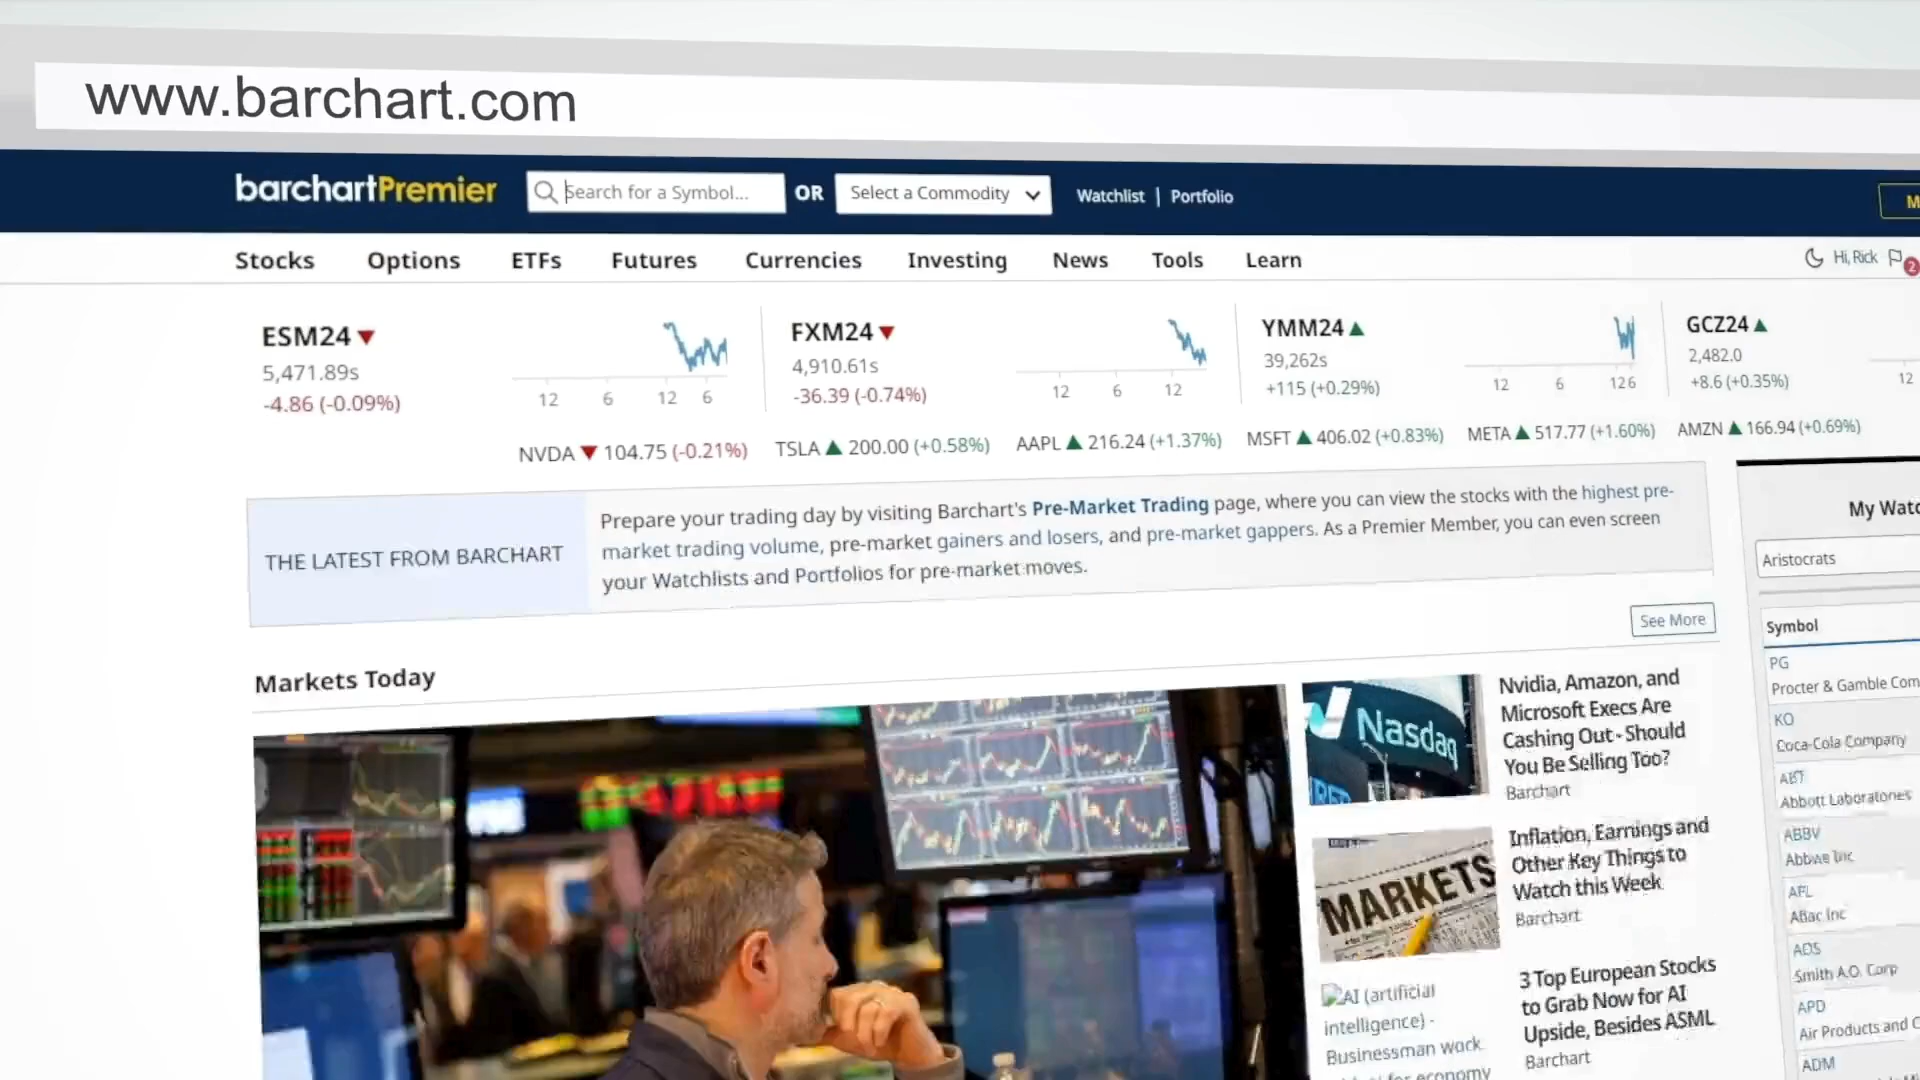 www.barchart.com
barchartPremier
Search for a Symbol...
OR
Select a Commodity
Watchlist | Portfolio
M
Stocks Options ETFs Futures Currencies Investing News Tools Learn
Hi, Rick
2
ESM24
5,471.89s
-4.86 (-0.09%)
12 6 12 6
FXM24
4,910.61s
-36.39 (-0.74%)
12 6 12
YMM24
39,262s
+115 (+0.29%)
12 6 12 6
GCZ24
2,482.0
+8.6 (+0.35%)
12
NVDA 104.75 (-0.21%) TSLA 200.00 (+0.58%) AAPL 216.24 (+1.37%) MSFT 406.02 (+0.83%) META 517.77 (+1.60%) AMZN 166.94 (+0.69%)
THE LATEST FROM BARCHART
Prepare your trading day by visiting Barchart's Pre-Market Trading page, where you can view the stocks with the highest pre-
market trading volume, pre-market gainers and losers, and pre-market gappers. As a Premier Member, you can even screen
your Watchlists and Portfolios for pre-market moves.
See More
Markets Today
Nasdaq
Nvidia, Amazon, and
Microsoft Execs Are
Cashing Out - Should
You Be Selling Too?
Barchart
MARKETS
Inflation, Earnings and
Other Key Things to
Watch this Week
Barchart
AI (artificial
intelligence) -
Businessman work
for economy
3 Top European Stocks
to Grab Now for AI
Upside, Besides ASML
Barchart
My Watc
Aristocrats
Symbol
PG
Procter & Gamble Com
KO
Coca-Cola Company
ABT
Abbott Laboratories
ABBV
Abbvie Inc
AFL
Aflac Inc
AOS
Smith A.O. Corp
APD
Air Products and C
ADM